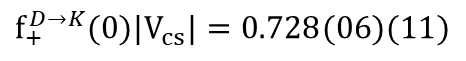 f₊ᴰ→ᴷ(0)|V_cs| = 0.728(06)(11)